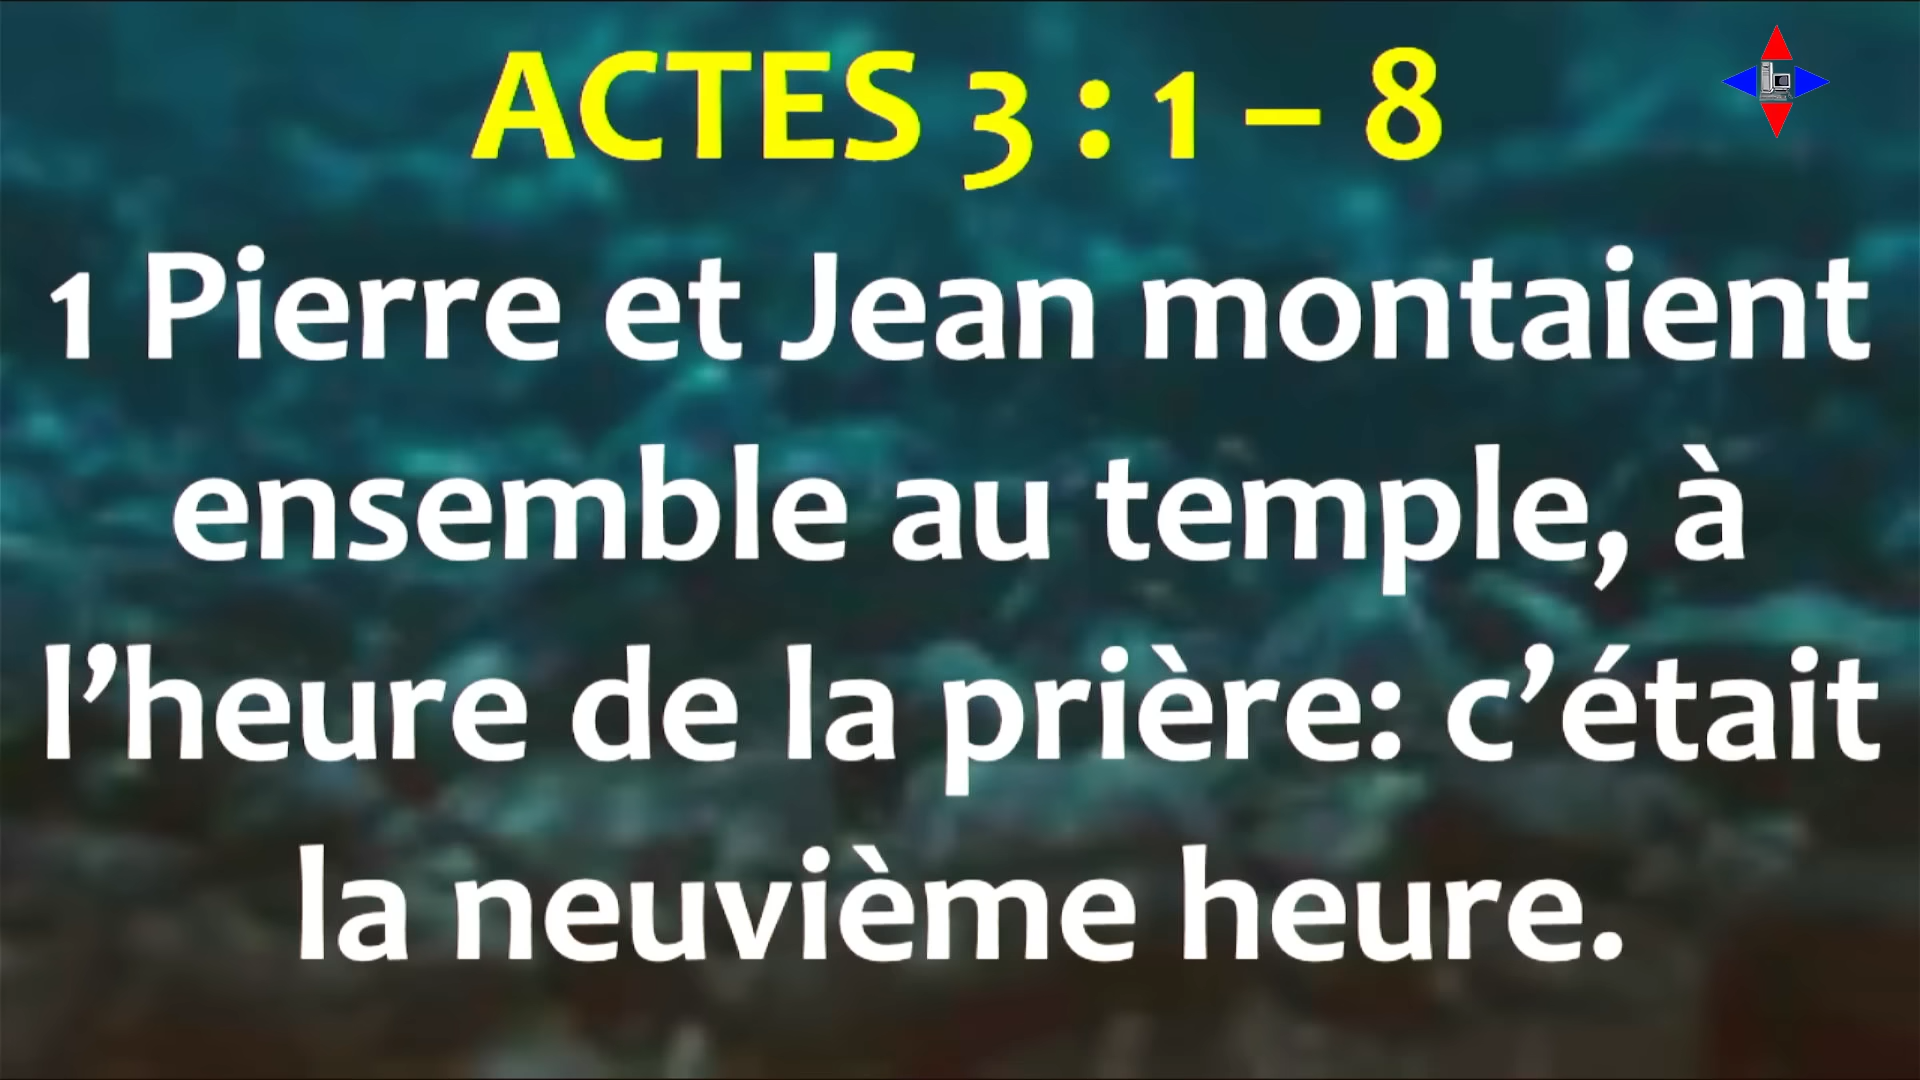 ACTES 3 : 1 – 8
1 Pierre et Jean montaient
ensemble au temple, à
l’heure de la prière: c’était
la neuvième heure.